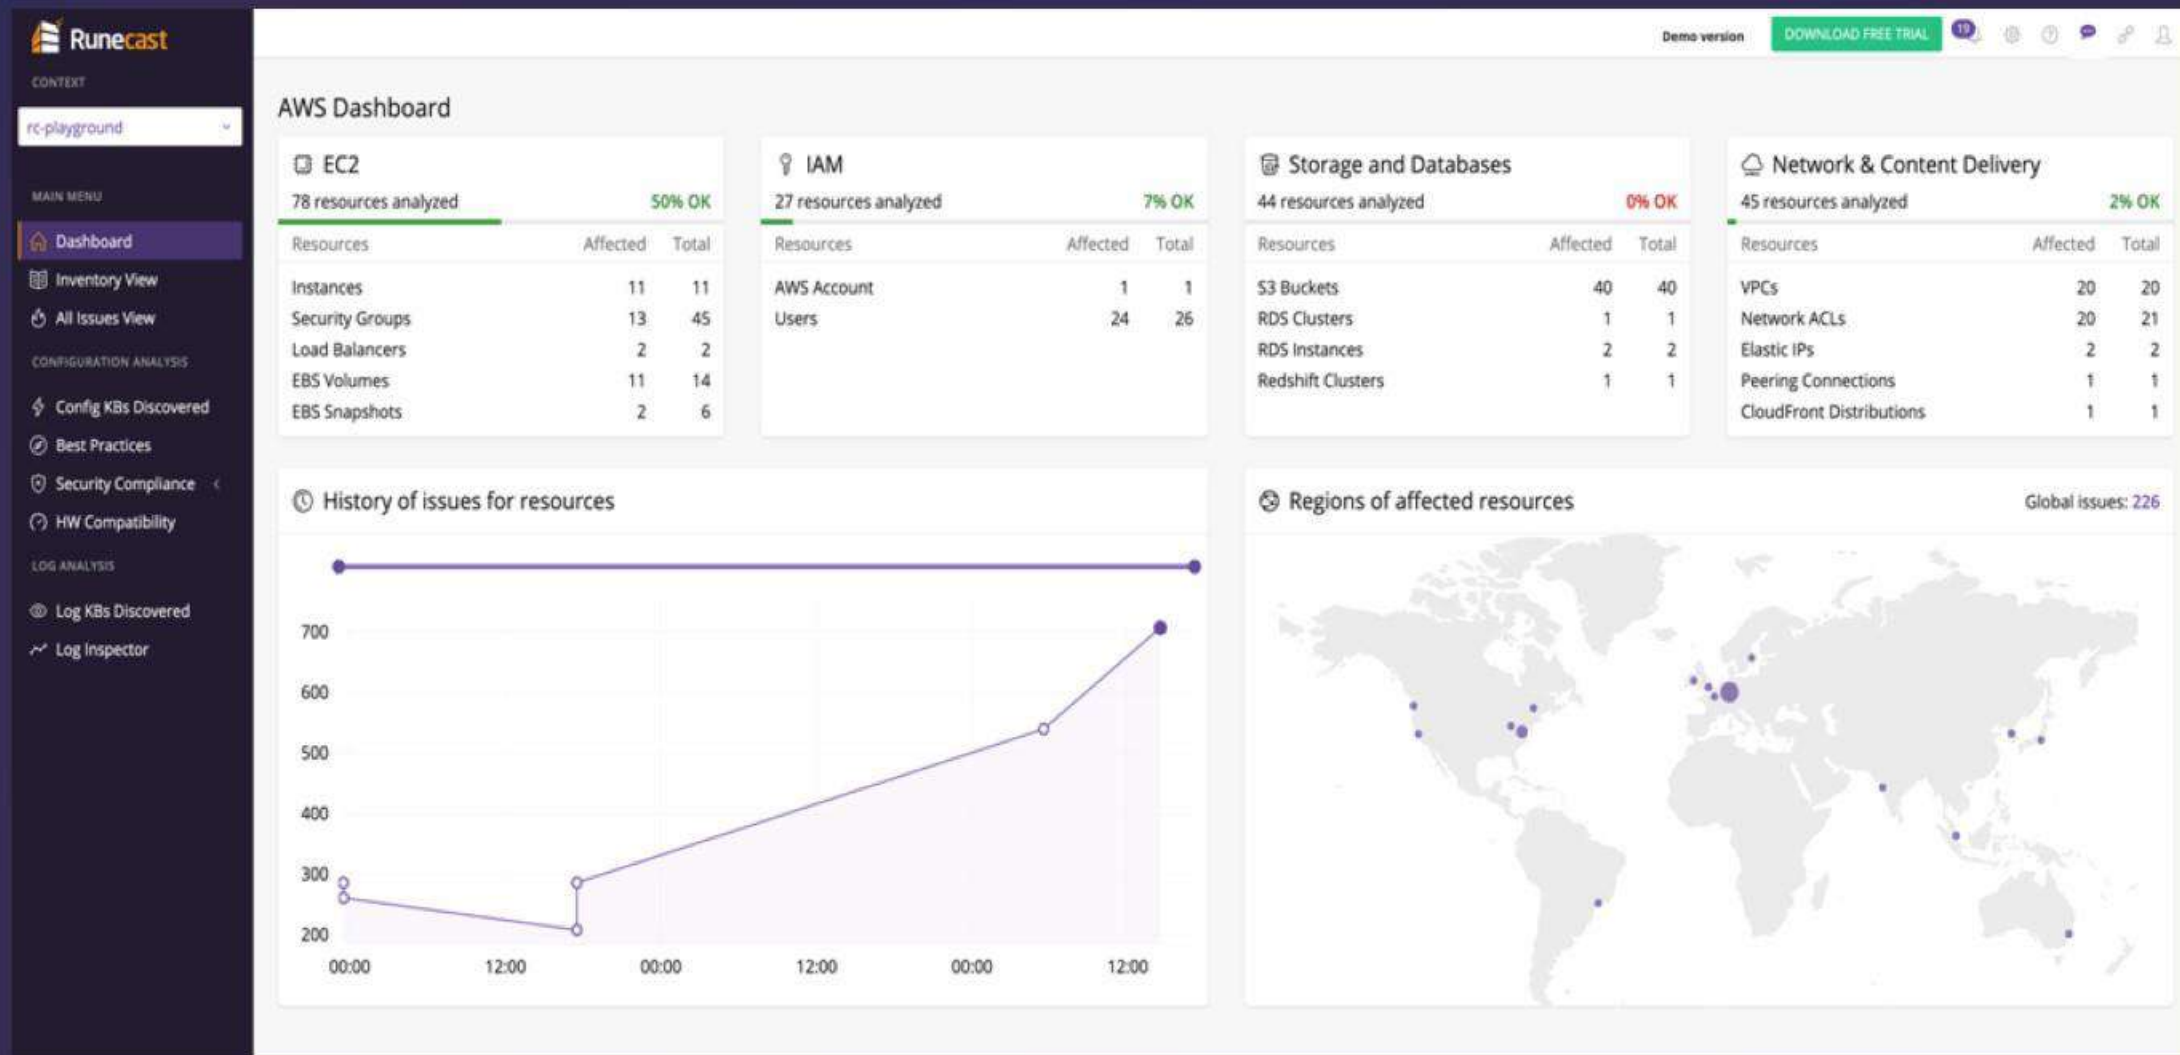 Runecast
CONTEXT
rc-playground
MAIN MENU
Dashboard
Inventory View
All Issues View
CONFIGURATION ANALYSIS
Config KBs Discovered
Best Practices
Security Compliance
HW Compatibility
LOG ANALYSIS
Log KBs Discovered
Log Inspector
Demo version DOWNLOAD FREE TRIAL 19
AWS Dashboard
EC2
78 resources analyzed 50% OK
Resources Affected Total
Instances 11 11
Security Groups 13 45
Load Balancers 2 2
EBS Volumes 11 14
EBS Snapshots 2 6
IAM
27 resources analyzed 7% OK
Resources Affected Total
AWS Account 1 1
Users 24 26
Storage and Databases
44 resources analyzed 0% OK
Resources Affected Total
S3 Buckets 40 40
RDS Clusters 1 1
RDS Instances 2 2
Redshift Clusters 1 1
Network & Content Delivery
45 resources analyzed 2% OK
Resources Affected Total
VPCs 20 20
Network ACLs 20 21
Elastic IPs 2 2
Peering Connections 1 1
CloudFront Distributions 1 1
History of issues for resources
700
600
500
400
300
200
00:00 12:00 00:00 12:00 00:00 12:00
Regions of affected resources Global issues: 226